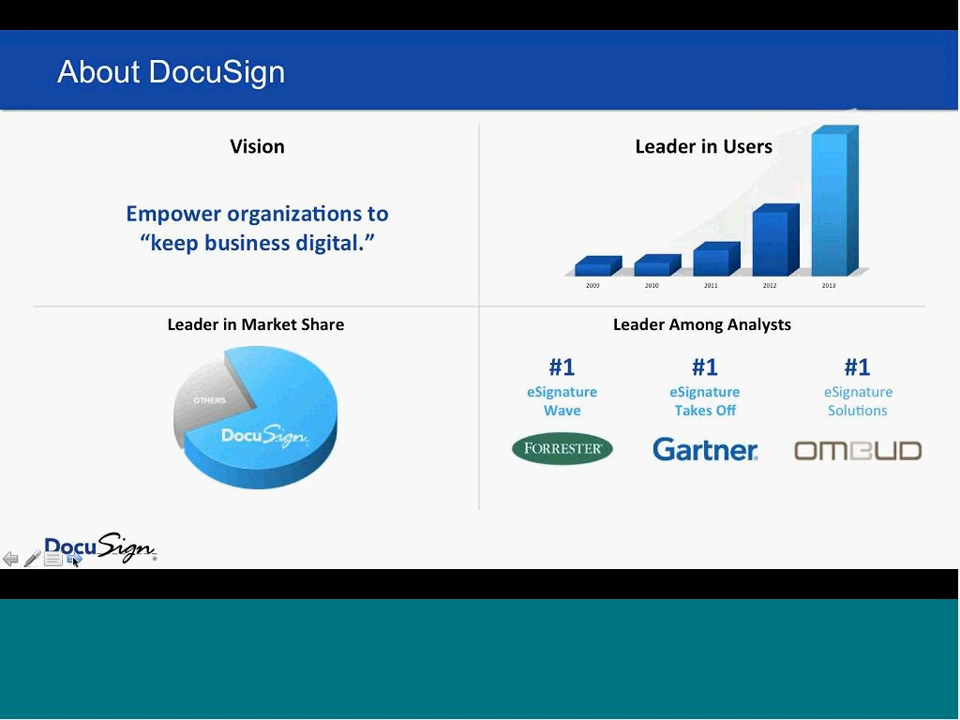 About DocuSign
Vision
Empower organizations to
“keep business digital.”
Leader in Users
2009 2010 2011 2012 2013
Leader in Market Share
OTHERS
DocuSign
Leader Among Analysts
#1 #1 #1
eSignature eSignature eSignature
Wave Takes Off Solutions
FORRESTER Gartner OMBUD
DocuSign